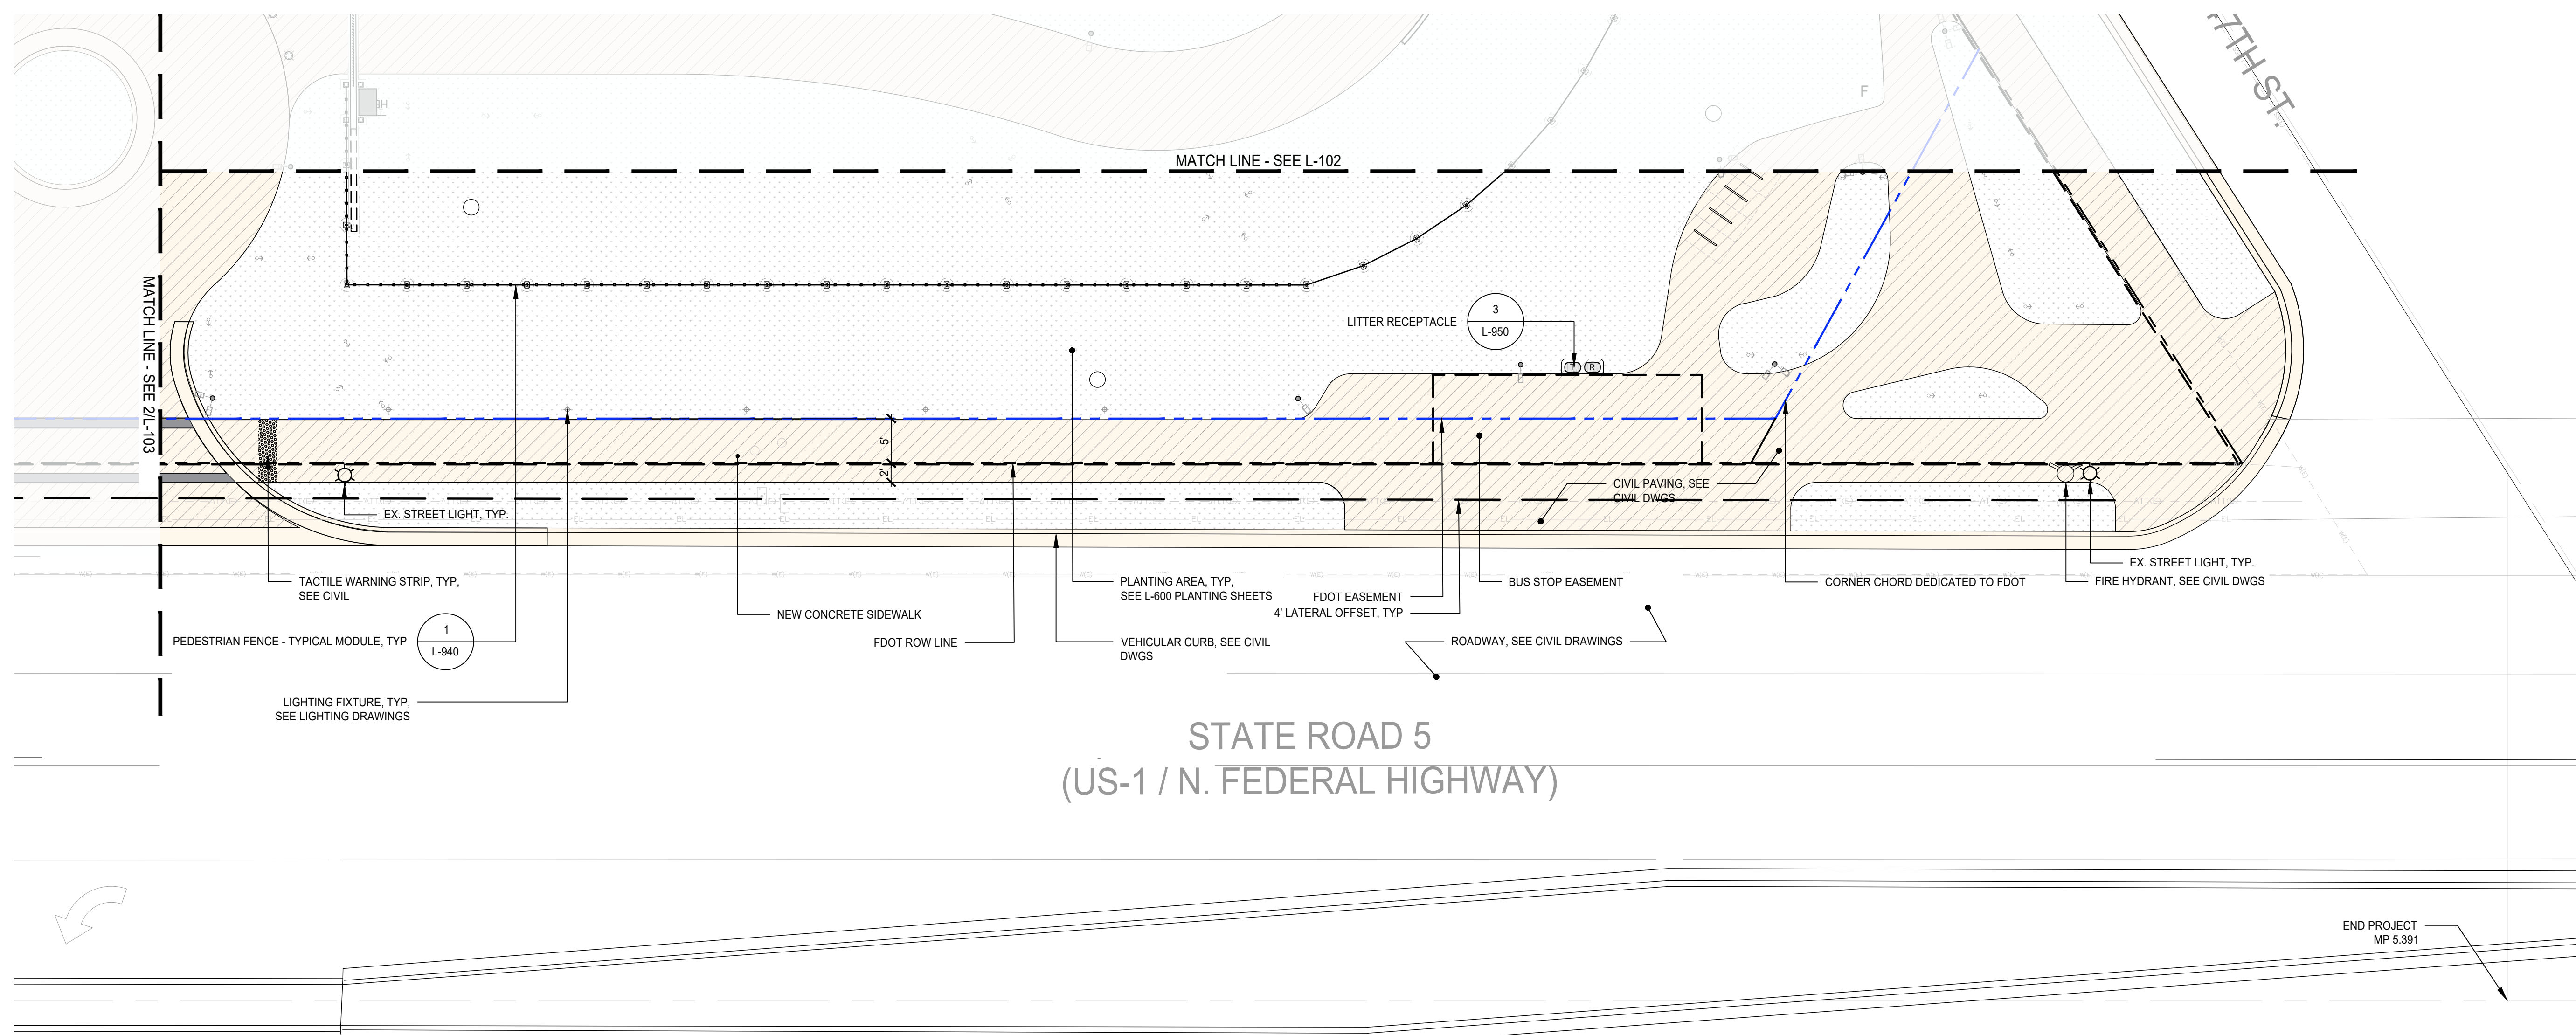 7TH ST.
F
MATCH LINE - SEE L-102
MATCH LINE - SEE 2/L-103
LITTER RECEPTACLE
3
L-950
T
R
5'
2'
CIVIL PAVING, SEE
CIVIL DWGS
EX. STREET LIGHT, TYP.
EX. STREET LIGHT, TYP.
TACTILE WARNING STRIP, TYP,
SEE CIVIL
PLANTING AREA, TYP,
SEE L-600 PLANTING SHEETS
FDOT EASEMENT
4' LATERAL OFFSET, TYP
BUS STOP EASEMENT
CORNER CHORD DEDICATED TO FDOT
FIRE HYDRANT, SEE CIVIL DWGS
NEW CONCRETE SIDEWALK
PEDESTRIAN FENCE - TYPICAL MODULE, TYP
1
L-940
FDOT ROW LINE
VEHICULAR CURB, SEE CIVIL
DWGS
ROADWAY, SEE CIVIL DRAWINGS
LIGHTING FIXTURE, TYP,
SEE LIGHTING DRAWINGS
STATE ROAD 5
(US-1 / N. FEDERAL HIGHWAY)
END PROJECT
MP 5.391